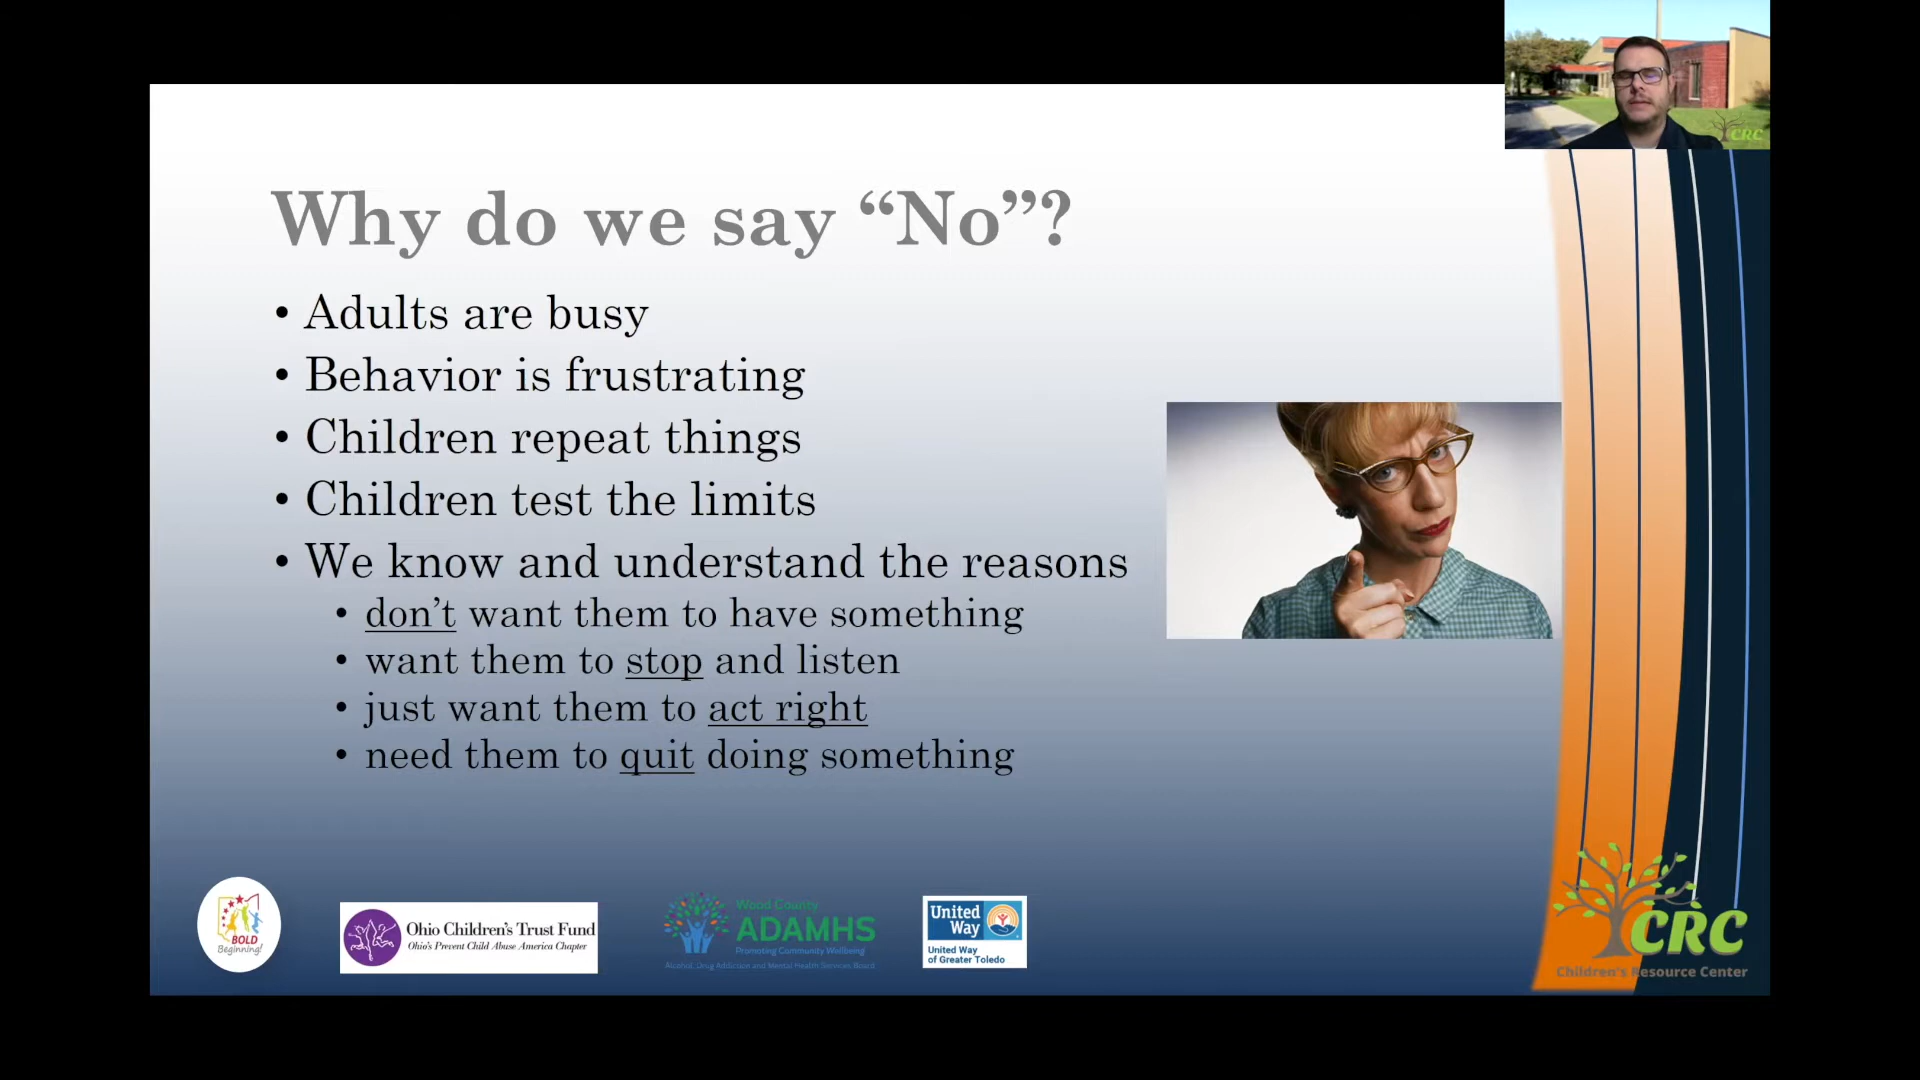 CRC
Why do we say “No”?
• Adults are busy
• Behavior is frustrating
• Children repeat things
• Children test the limits
• We know and understand the reasons
• don’t want them to have something
• want them to stop and listen
• just want them to act right
• need them to quit doing something
BOLD
Beginning!
Ohio Children's Trust Fund
Ohio's Prevent Child Abuse America Chapter
Wood County
ADAMHS
Promoting Community Wellbeing
Alcohol, Drug Addiction and Mental Health Services Board
United
Way
United Way
of Greater Toledo
CRC
Children's Resource Center